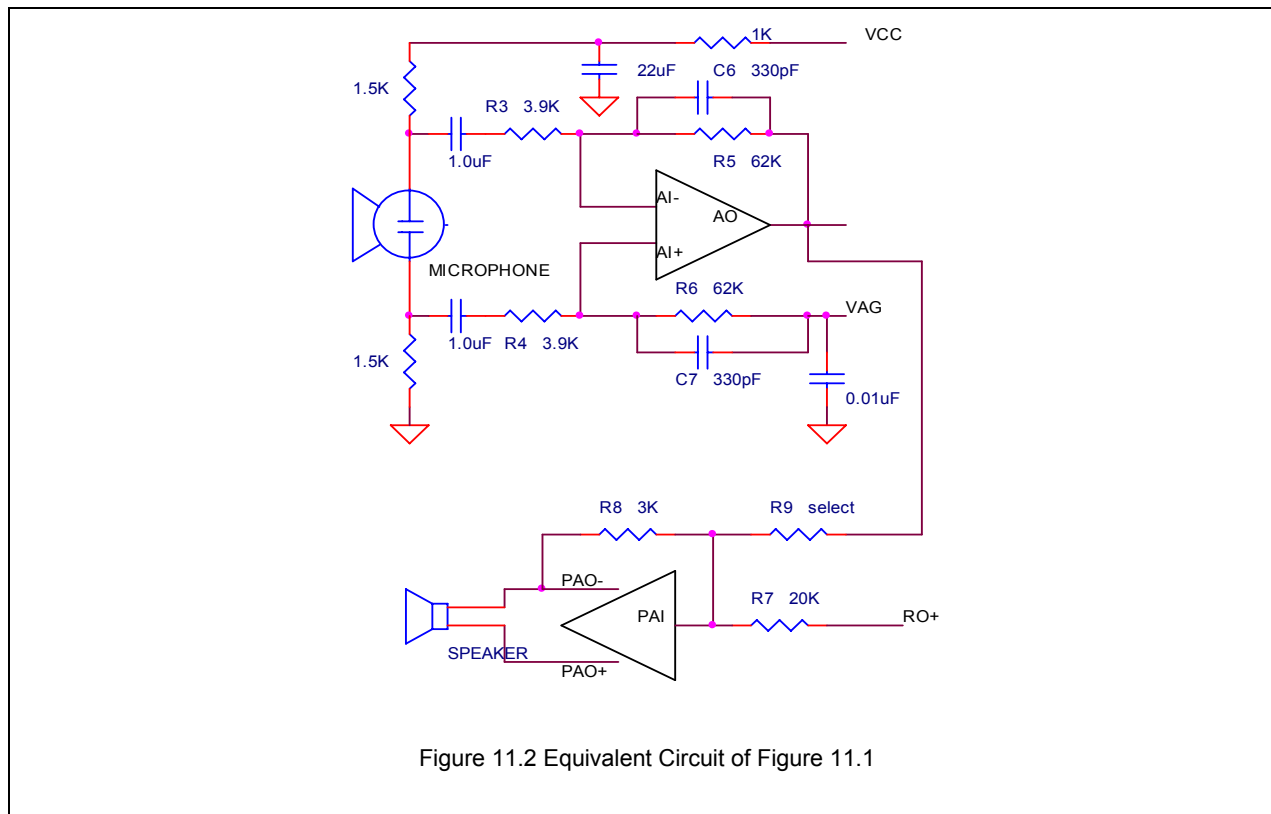 1K
VCC
22uF
C6 330pF
1.5K
R3 3.9K
1.0uF
R5 62K
AI-
AO
AI+
MICROPHONE
R6 62K
VAG
1.0uF
R4 3.9K
1.5K
C7 330pF
0.01uF
R8 3K
R9 select
PAO-
PAI
R7 20K
RO+
SPEAKER
PAO+
Figure 11.2 Equivalent Circuit of Figure 11.1